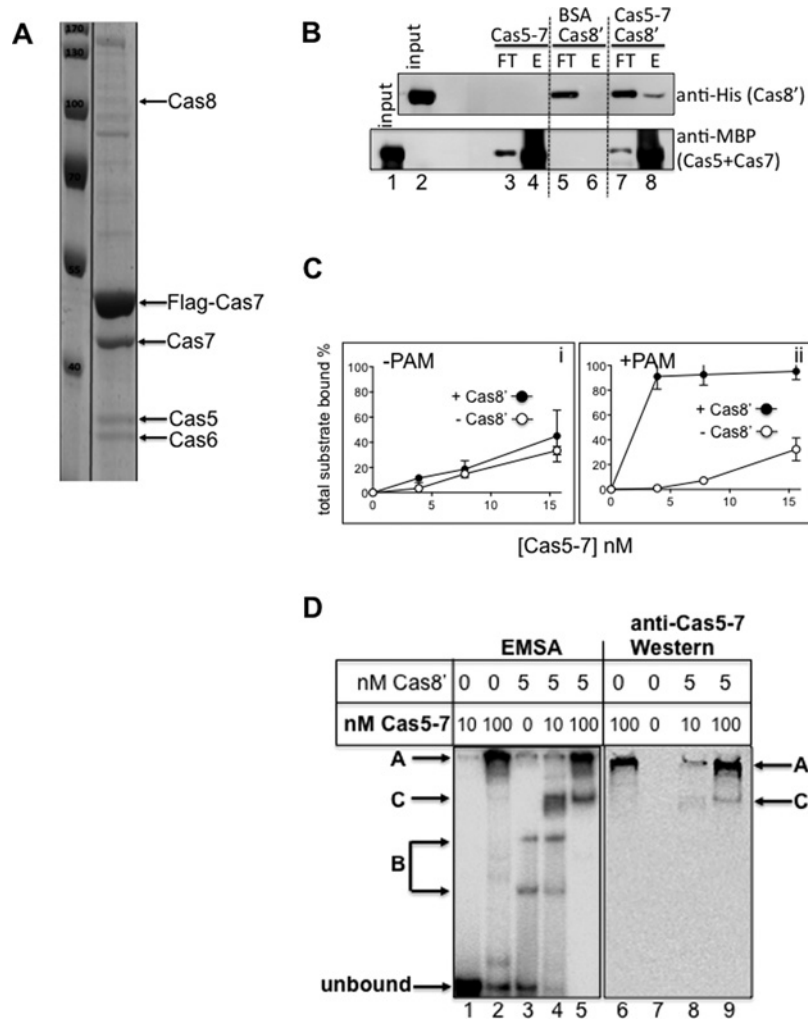 A
170
130
100
70
55
40
Cas8
Flag-Cas7
Cas7
Cas5
Cas6
B
input
input
Cas5-7
BSA
Cas8'
Cas5-7
Cas8'
FT E FT E FT E
anti-His (Cas8')
anti-MBP
(Cas5+Cas7)
1 2 3 4 5 6 7 8
C
total substrate bound %
-PAM i
100
80
60
40
20
0
+ Cas8'
- Cas8'
0 5 10 15
+PAM ii
100
80
60
40
20
0
+ Cas8'
- Cas8'
0 5 10 15
[Cas5-7] nM
D
EMSA
anti-Cas5-7
Western
nM Cas8' 0 0 5 5 5 0 0 5 5
nM Cas5-7 10 100 0 10 100 100 0 10 100
A
C
B
unbound
A
C
1 2 3 4 5 6 7 8 9